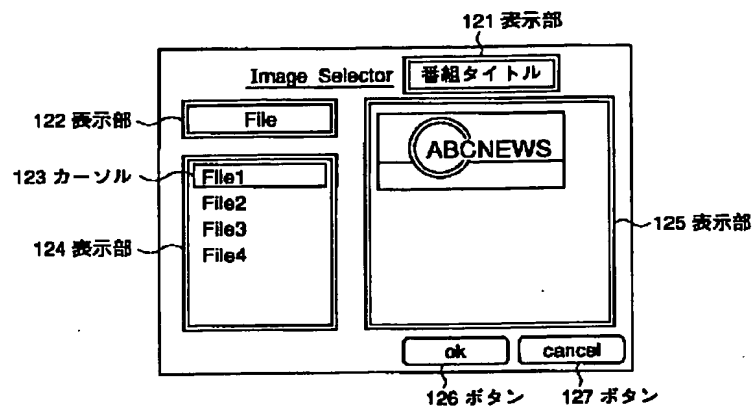 121 表示部
Image Selector 番組タイトル
122 表示部
File
ABCNEWS
123 カーソル
File1
File2
File3
File4
124 表示部
125 表示部
ok
cancel
126 ボタン
127 ボタン